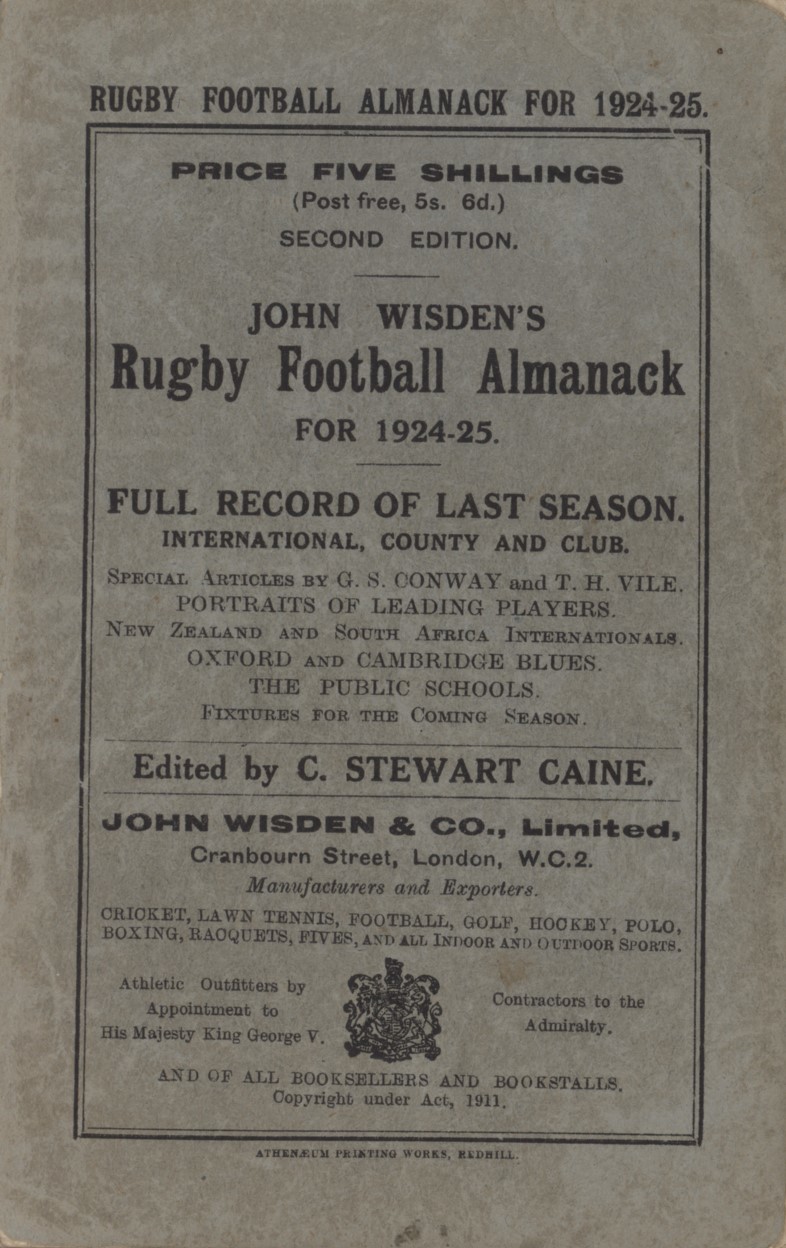 RUGBY FOOTBALL ALMANACK FOR 1924-25.
PRICE FIVE SHILLINGS
(Post free, 5s. 6d.)
SECOND EDITION.
JOHN WISDEN'S
Rugby Football Almanack
FOR 1924-25.
FULL RECORD OF LAST SEASON.
INTERNATIONAL, COUNTY AND CLUB.
SPECIAL ARTICLES BY G. S. CONWAY and T. H. VILE.
PORTRAITS OF LEADING PLAYERS.
NEW ZEALAND AND SOUTH AFRICA INTERNATIONALS.
OXFORD AND CAMBRIDGE BLUES.
THE PUBLIC SCHOOLS.
FIXTURES FOR THE COMING SEASON.
Edited by C. STEWART CAINE.
JOHN WISDEN & CO., Limited,
Cranbourn Street, London, W.C.2.
Manufacturers and Exporters.
CRICKET, LAWN TENNIS, FOOTBALL, GOLF, HOCKEY, POLO,
BOXING, RACQUETS, FIVES, AND ALL INDOOR AND OUTDOOR SPORTS.
Athletic Outfitters by
Appointment to
His Majesty King George V.
Contractors to the
Admiralty.
AND OF ALL BOOKSELLERS AND BOOKSTALLS.
Copyright under Act, 1911.
ATHENÆUM PRINTING WORKS, REDHILL.